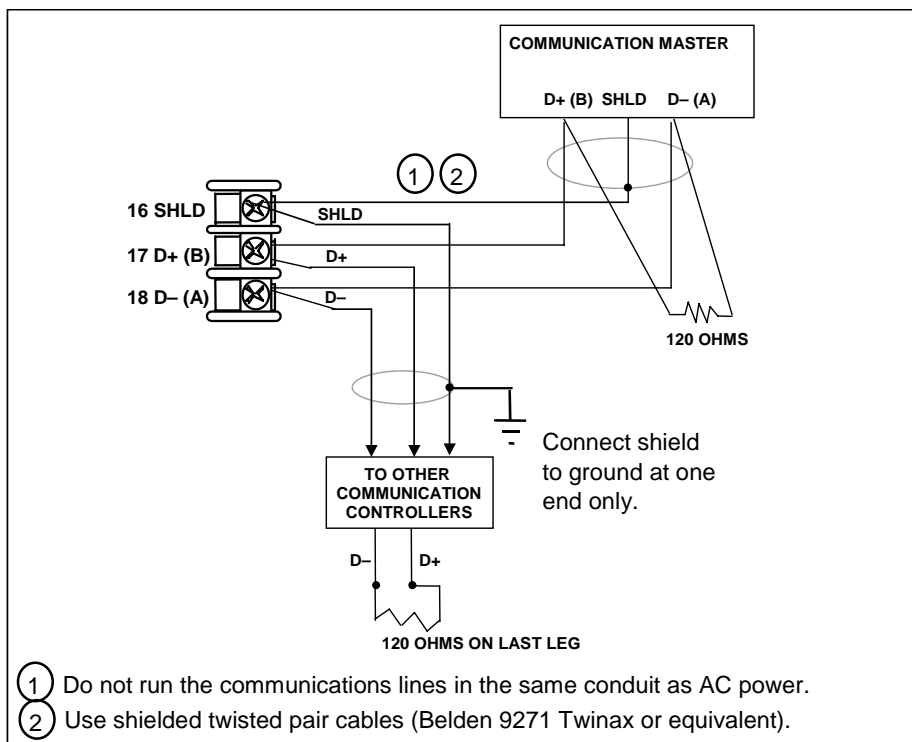 COMMUNICATION MASTER
D+ (B) SHLD D– (A)
1 2
16 SHLD
SHLD
17 D+ (B)
D+
18 D– (A)
D–
120 OHMS
Connect shield
to ground at one
end only.
TO OTHER
COMMUNICATION
CONTROLLERS
D– D+
120 OHMS ON LAST LEG
1 Do not run the communications lines in the same conduit as AC power.
2 Use shielded twisted pair cables (Belden 9271 Twinax or equivalent).